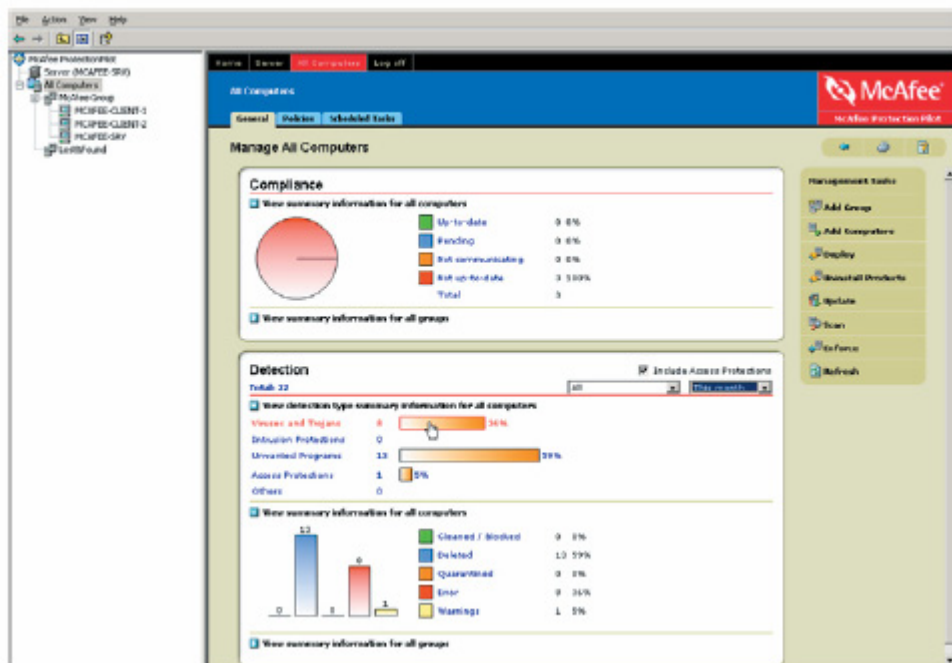 File Action View Help
McAfee ProtectionPilot
Server (MCAFEE-SRV)
All Computers
McAfee Group
MCAFEE-CLIENT-1
MCAFEE-CLIENT-2
MCAFEE-SRV
Lost&Found
Home Server All Computers Log off
All Computers
McAfee
McAfee Protection Pilot
General Policies Scheduled Tasks
Manage All Computers
Compliance
View summary information for all computers
Up-to-date 0 0%
Pending 0 0%
Not communicating 0 0%
Not up-to-date 3 100%
Total 3
View summary information for all groups
Detection
Include Access Protections
Total: 22
All
This month
View detection type summary information for all computers
Viruses and Trojans 8 36%
Intrusion Protections 0
Unwanted Programs 13 59%
Access Protections 1 5%
Others 0
View summary information for all computers
0 13 0 8 1
Cleaned / Blocked 0 0%
Deleted 13 59%
Quarantined 0 0%
Error 8 36%
Warnings 1 5%
View summary information for all groups
Management Tasks
Add Group
Add Computers
Deploy
Uninstall Products
Update
Scan
Enforce
Refresh